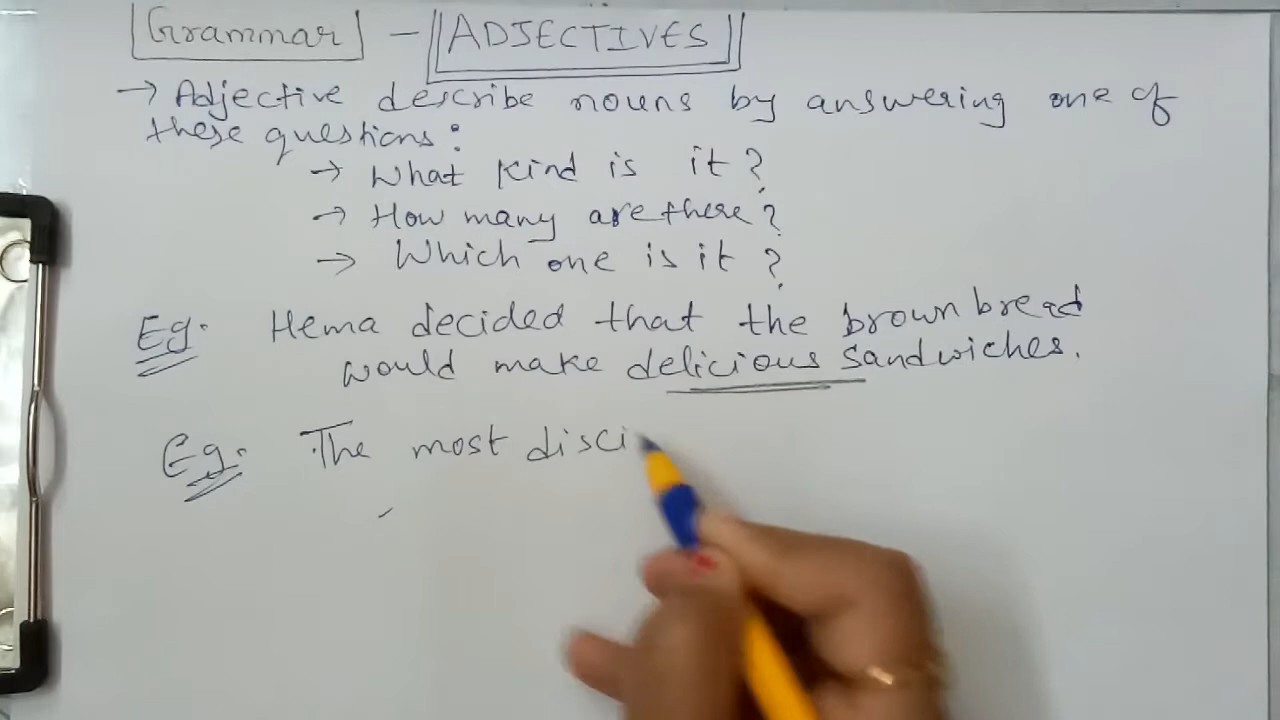 Grammar - ADJECTIVES
→ Adjective describe nouns by answering one of
these questions:
→ What kind is it?
→ How many are there?
→ Which one is it?
Eg. Hema decided that the brown bread
would make delicious sandwiches.
Eg. The most disci